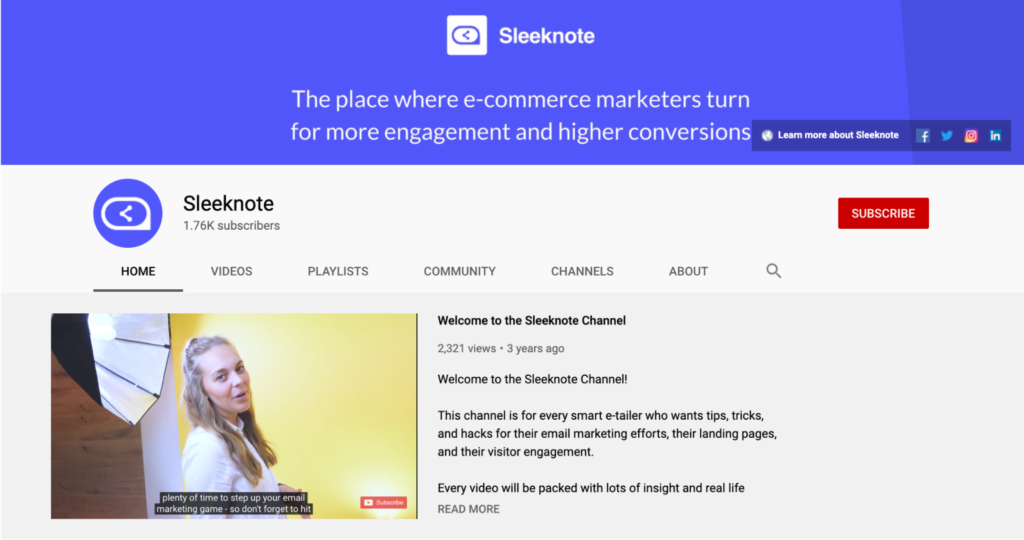 Sleeknote
The place where e-commerce marketers turn
for more engagement and higher conversions
Learn more about Sleeknote
Sleeknote
1.76K subscribers
SUBSCRIBE
HOME
VIDEOS
PLAYLISTS
COMMUNITY
CHANNELS
ABOUT
plenty of time to step up your email
marketing game - so don't forget to hit
Subscribe
Welcome to the Sleeknote Channel
2,321 views • 3 years ago
Welcome to the Sleeknote Channel!
This channel is for every smart e-tailer who wants tips, tricks,
and hacks for their email marketing efforts, their landing pages,
and their visitor engagement.
Every video will be packed with lots of insight and real life
READ MORE